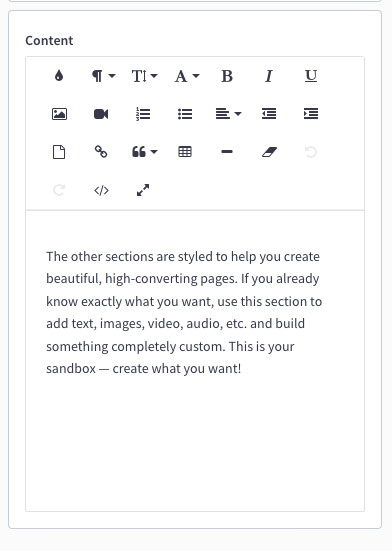 Content
The other sections are styled to help you create
beautiful, high-converting pages. If you already
know exactly what you want, use this section to
add text, images, video, audio, etc. and build
something completely custom. This is your
sandbox — create what you want!